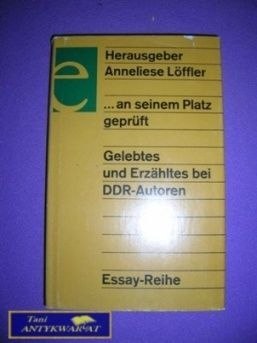 e
Herausgeber
Anneliese Löffler
...an seinem Platz
geprüft
Gelebtes
und Erzähltes bei
DDR-Autoren
Essay-Reihe
Tani
ANTYKWARIAT